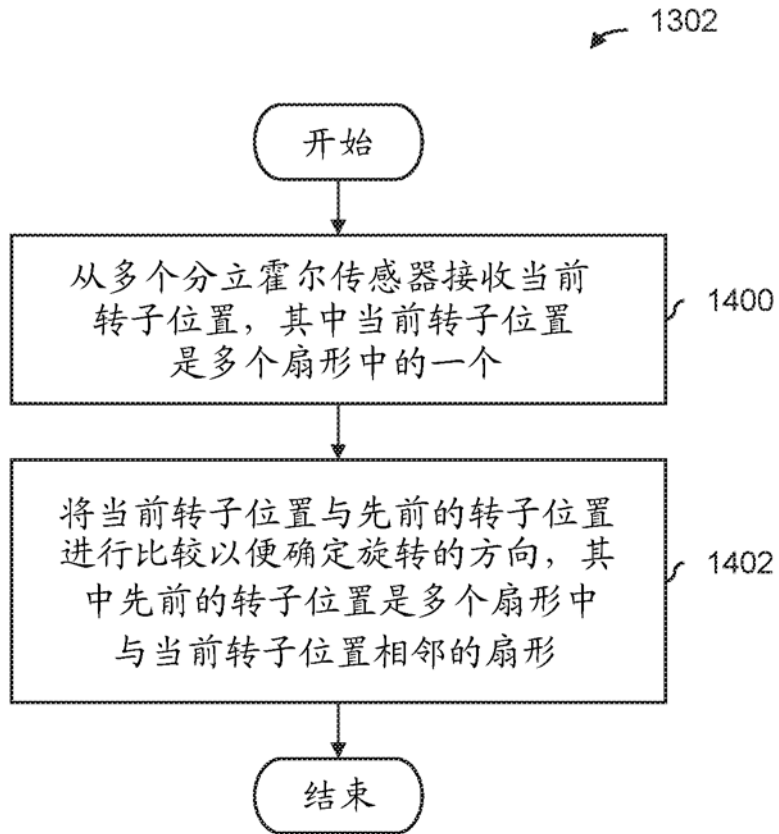 1302
开始
从多个分立霍尔传感器接收当前
转子位置，其中当前转子位置
是多个扇形中的一个
1400
将当前转子位置与先前的转子位置
进行比较以便确定旋转的方向，其
中先前的转子位置是多个扇形中
与当前转子位置相邻的扇形
1402
结束